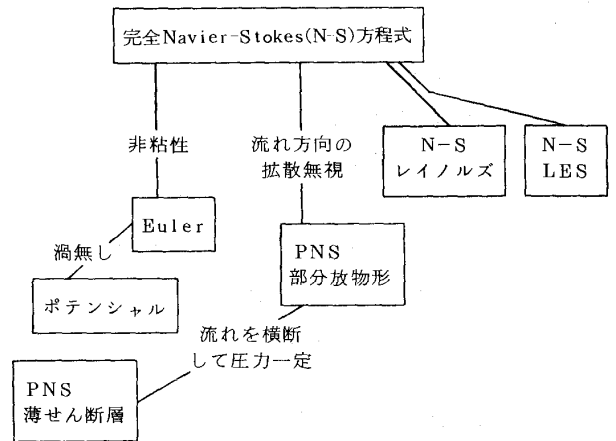 完全Navier-Stokes(N-S)方程式
非粘性
流れ方向の
拡散無視
N-S
レイノルズ
N-S
LES
Euler
渦無し
ポテンシャル
PNS
部分放物形
流れを横断
して圧力一定
PNS
薄せん断層